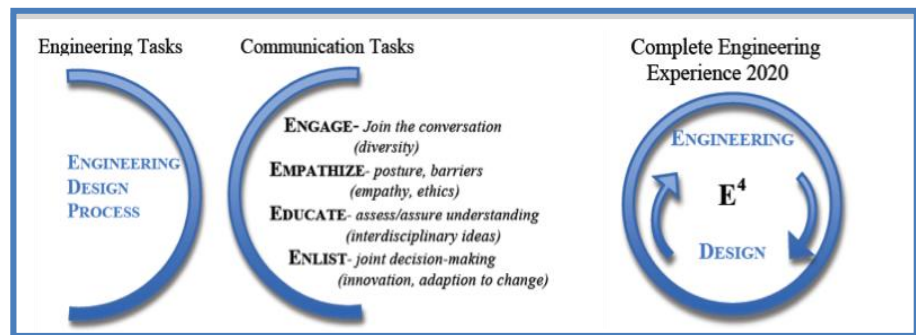 Engineering Tasks
ENGINEERING
DESIGN
PROCESS
Communication Tasks
ENGAGE- Join the conversation
(diversity)
EMPATHIZE- posture, barriers
(empathy, ethics)
EDUCATE- assess/assure understanding
(interdisciplinary ideas)
ENLIST- joint decision-making
(innovation, adaption to change)
Complete Engineering
Experience 2020
ENGINEERING
E⁴
DESIGN